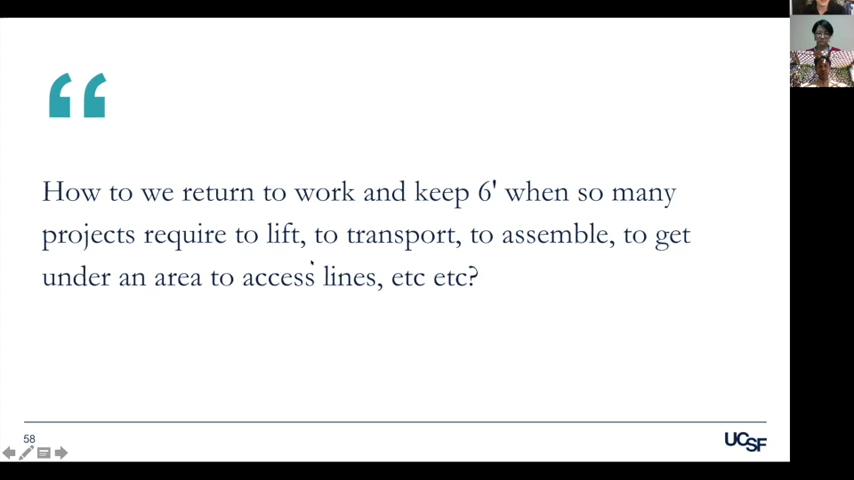 How to we return to work and keep 6' when so many
projects require to lift, to transport, to assemble, to get
under an area to access lines, etc etc?
58
UCSF